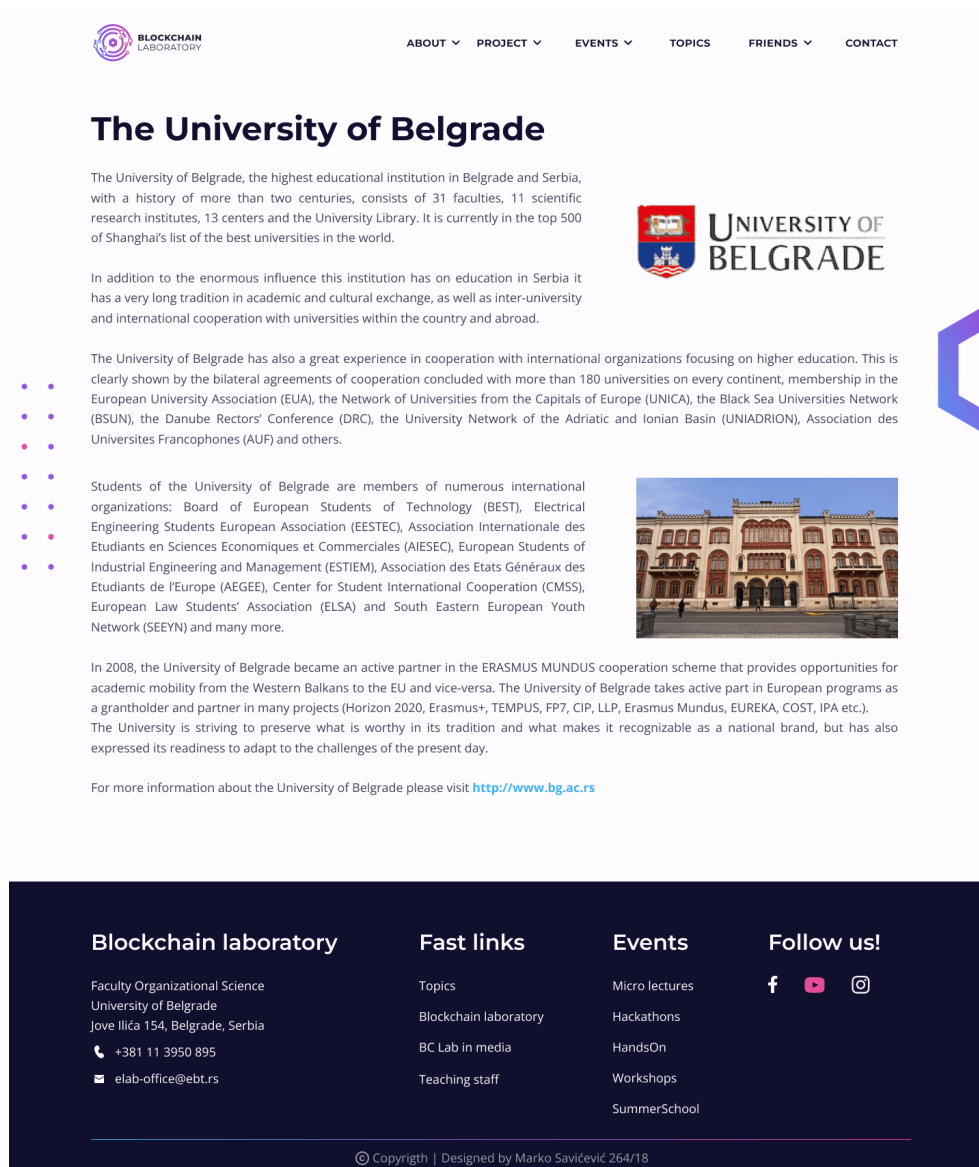 BLOCKCHAIN
LABORATORY
ABOUT PROJECT EVENTS TOPICS FRIENDS CONTACT
The University of Belgrade
The University of Belgrade, the highest educational institution in Belgrade and Serbia,
with a history of more than two centuries, consists of 31 faculties, 11 scientific
research institutes, 13 centers and the University Library. It is currently in the top 500
of Shanghai’s list of the best universities in the world.
UNIVERSITY OF
BELGRADE
In addition to the enormous influence this institution has on education in Serbia it
has a very long tradition in academic and cultural exchange, as well as inter-university
and international cooperation with universities within the country and abroad.
The University of Belgrade has also a great experience in cooperation with international organizations focusing on higher education. This is
clearly shown by the bilateral agreements of cooperation concluded with more than 180 universities on every continent, membership in the
European University Association (EUA), the Network of Universities from the Capitals of Europe (UNICA), the Black Sea Universities Network
(BSUN), the Danube Rectors’ Conference (DRC), the University Network of the Adriatic and Ionian Basin (UNIADRION), Association des
Universites Francophones (AUF) and others.
Students of the University of Belgrade are members of numerous international
organizations: Board of European Students of Technology (BEST), Electrical
Engineering Students European Association (EESTEC), Association Internationale des
Etudiants en Sciences Economiques et Commerciales (AIESEC), European Students of
Industrial Engineering and Management (ESTIEM), Association des Etats Généraux des
Etudiants de l’Europe (AEGEE), Center for Student International Cooperation (CMSS),
European Law Students’ Association (ELSA) and South Eastern European Youth
Network (SEEYN) and many more.
In 2008, the University of Belgrade became an active partner in the ERASMUS MUNDUS cooperation scheme that provides opportunities for
academic mobility from the Western Balkans to the EU and vice-versa. The University of Belgrade takes active part in European programs as
a grantholder and partner in many projects (Horizon 2020, Erasmus+, TEMPUS, FP7, CIP, LLP, Erasmus Mundus, EUREKA, COST, IPA etc.).
The University is striving to preserve what is worthy in its tradition and what makes it recognizable as a national brand, but has also
expressed its readiness to adapt to the challenges of the present day.
For more information about the University of Belgrade please visit http://www.bg.ac.rs
Blockchain laboratory
Faculty Organizational Science
University of Belgrade
Jove Ilića 154, Belgrade, Serbia
+381 11 3950 895
elab-office@ebt.rs
Fast links
Topics
Blockchain laboratory
BC Lab in media
Teaching staff
Events
Micro lectures
Hackathons
HandsOn
Workshops
SummerSchool
Follow us!
© Copyrigth | Designed by Marko Savićević 264/18